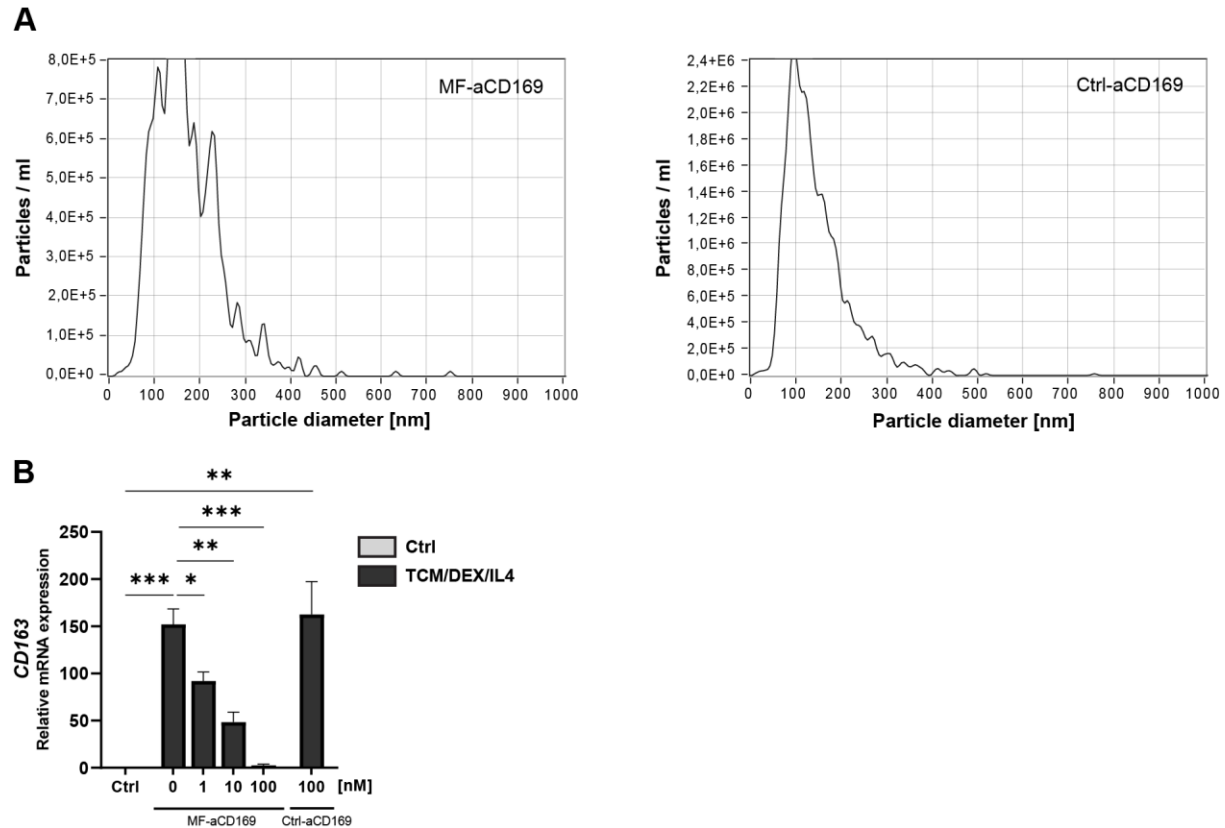 A
MF-aCD169
Particles / ml
8,0E+5
7,0E+5
6,0E+5
5,0E+5
4,0E+5
3,0E+5
2,0E+5
1,0E+5
0,0E+0
0 100 200 300 400 500 600 700 800 900 1000
Particle diameter [nm]
Ctrl-aCD169
Particles / ml
2,4+E6
2,2E+6
2,0E+6
1,8E+6
1,6E+6
1,4E+6
1,2E+6
1,0E+6
8,0E+5
6,0E+5
4,0E+5
2,0E+5
0,0E+0
0 100 200 300 400 500 600 700 800 900 1000
Particle diameter [nm]
B
CD163
Relative mRNA expression
250
200
150
100
50
0
**
***
**
*** *
Ctrl 0 1 10 100 100 [nM]
MF-aCD169 Ctrl-aCD169
Ctrl
TCM/DEX/IL4